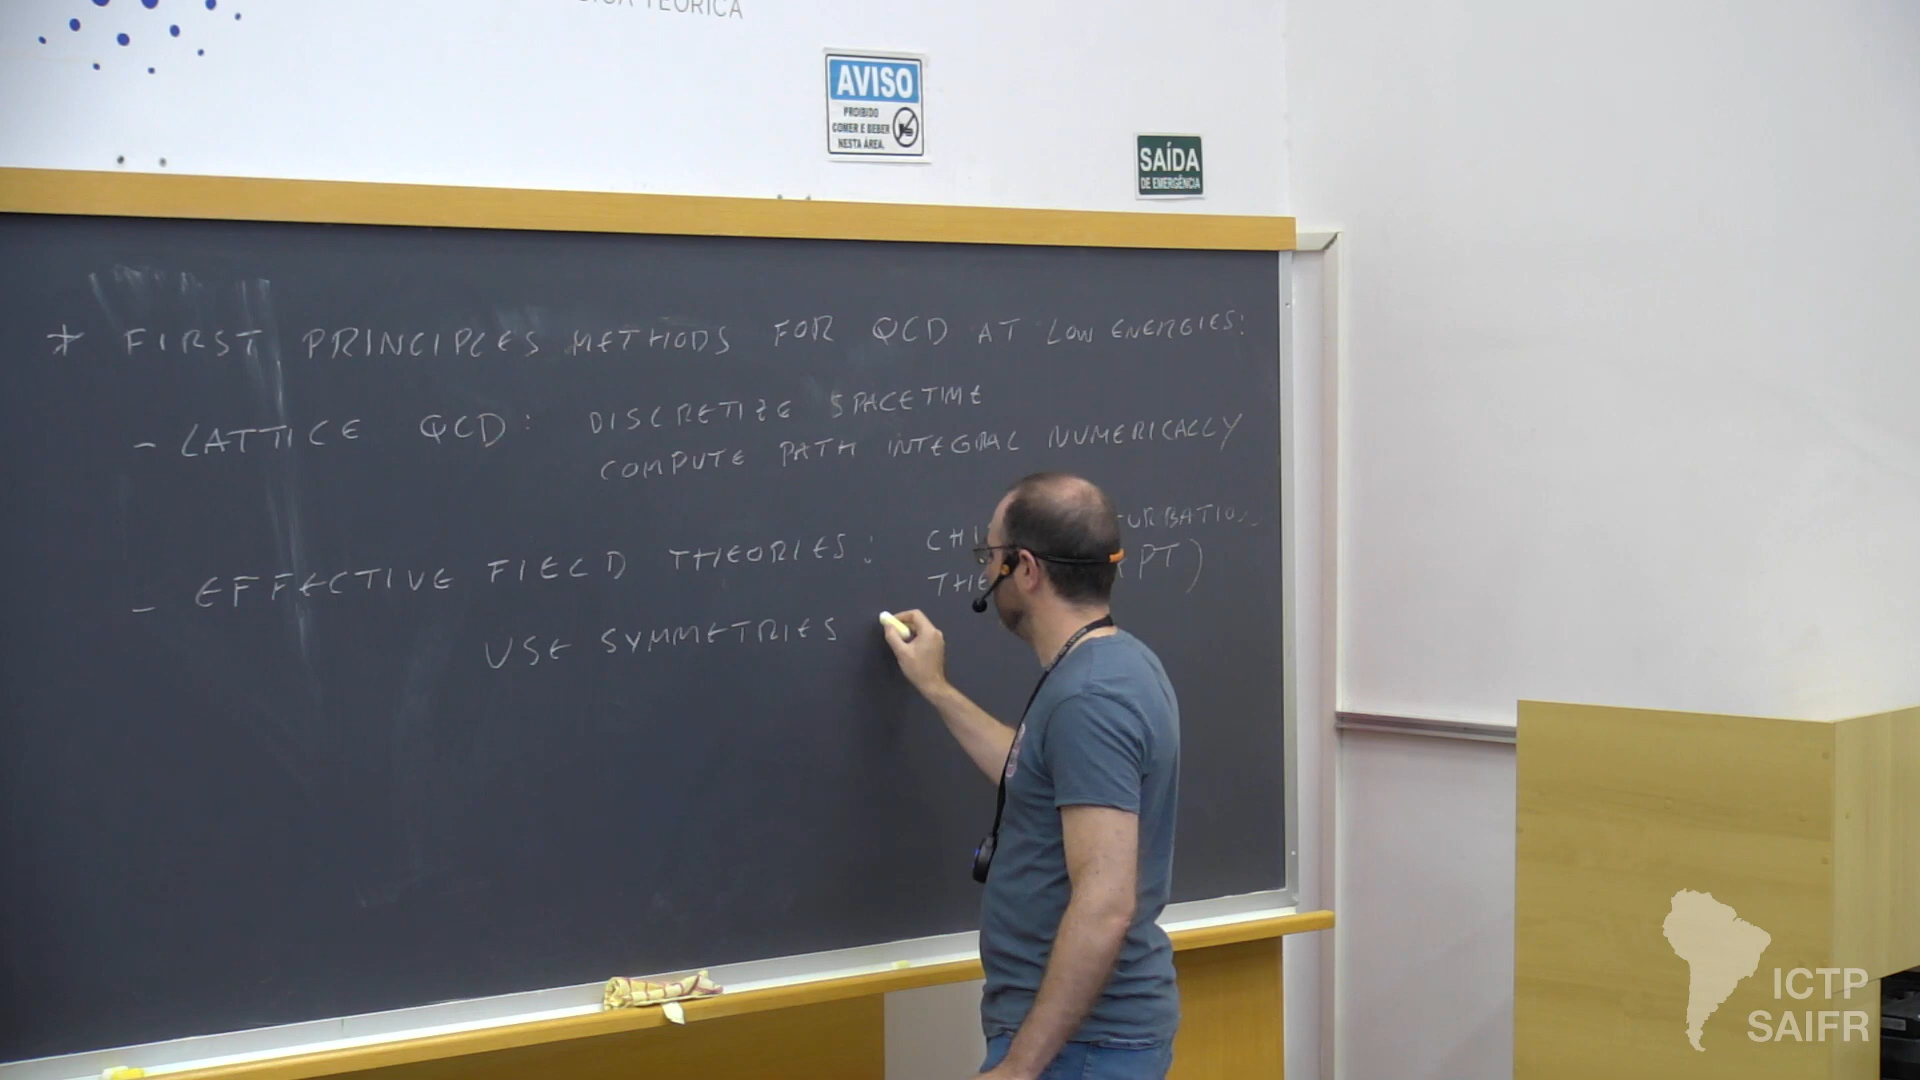 TEÓRICA
AVISO
PROIBIDO
COMER E BEBER
NESTA ÁREA.
SAÍDA
DE EMERGÊNCIA
* FIRST PRINCIPLES METHODS FOR QCD AT LOW ENERGIES:
- LATTICE QCD: DISCRETIZE SPACETIME
COMPUTE PATH INTEGRAL NUMERICALLY
- EFFECTIVE FIELD THEORIES:
USE SYMMETRIES
ICTP
SAIFR